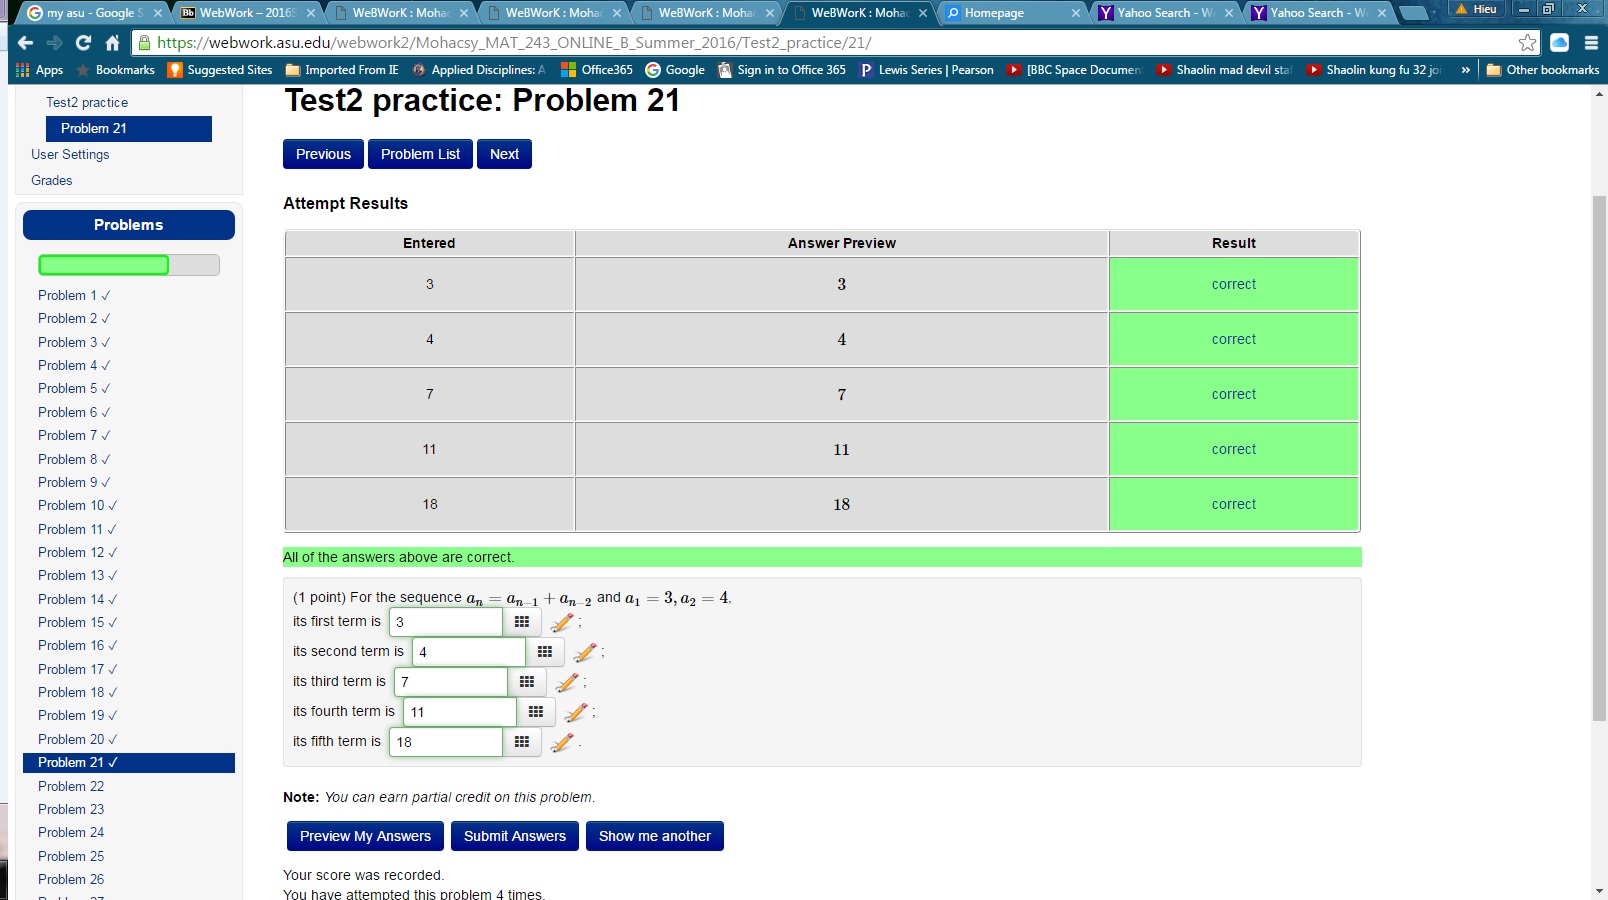 my asu - Google S
WebWork – 2016S
WeBWorK : Mohac
WeBWorK : Mohac
WeBWorK : Mohac
WeBWorK : Mohac
Homepage
Yahoo Search - W
Yahoo Search - W
Hieu
https://webwork.asu.edu/webwork2/Mohacsy_MAT_243_ONLINE_B_Summer_2016/Test2_practice/21/
Apps
Bookmarks
Suggested Sites
Imported From IE
Applied Disciplines: A
Office365
Google
Sign in to Office 365
Lewis Series | Pearson
[BBC Space Documen
Shaolin mad devil sta
Shaolin kung fu 32 joi
»
Other bookmarks
Test2 practice
Problem 21
User Settings
Grades
Problems
Problem 1 ✓
Problem 2 ✓
Problem 3 ✓
Problem 4 ✓
Problem 5 ✓
Problem 6 ✓
Problem 7 ✓
Problem 8 ✓
Problem 9 ✓
Problem 10 ✓
Problem 11 ✓
Problem 12 ✓
Problem 13 ✓
Problem 14 ✓
Problem 15 ✓
Problem 16 ✓
Problem 17 ✓
Problem 18 ✓
Problem 19 ✓
Problem 20 ✓
Problem 21 ✓
Problem 22
Problem 23
Problem 24
Problem 25
Problem 26
Test2 practice: Problem 21
Previous
Problem List
Next
Attempt Results
Entered Answer Preview Result
3 3 correct
4 4 correct
7 7 correct
11 11 correct
18 18 correct
All of the answers above are correct.
(1 point) For the sequence aₙ = aₙ₋₁ + aₙ₋₂ and a₁ = 3, a₂ = 4,
its first term is 3 ;
its second term is 4 ;
its third term is 7 ;
its fourth term is 11 ;
its fifth term is 18 .
Note: You can earn partial credit on this problem.
Preview My Answers
Submit Answers
Show me another
Your score was recorded.
You have attempted this problem 4 times.